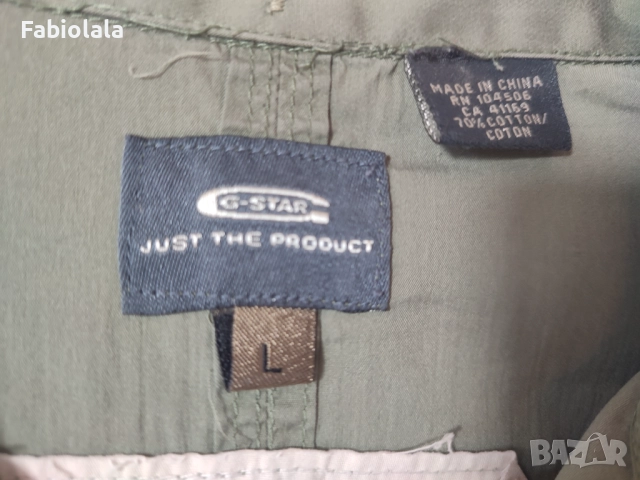 Fabiolala
MADE IN CHINA
RN 104506
CA 41169
70% COTTON/
COTON
G-STAR
JUST THE PRODUCT
L
BAZAR